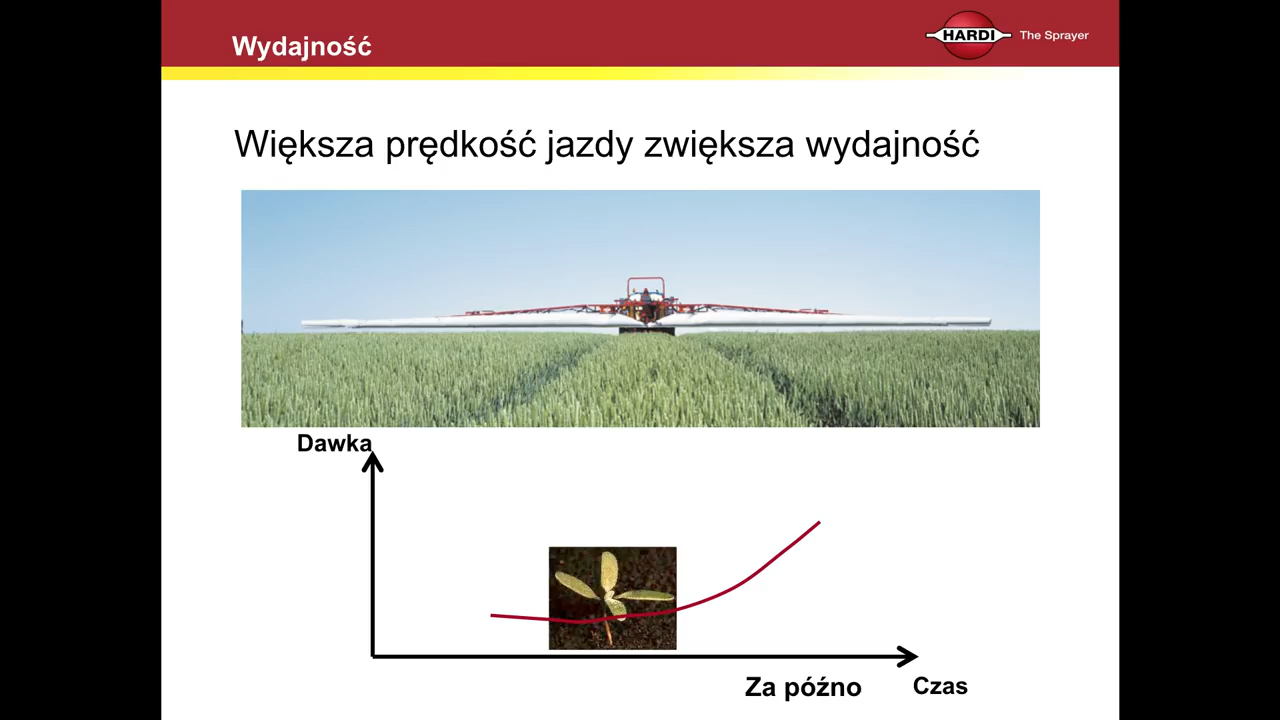 Wydajność
HARDI The Sprayer
Większa prędkość jazdy zwiększa wydajność
Dawka
Za późno
Czas